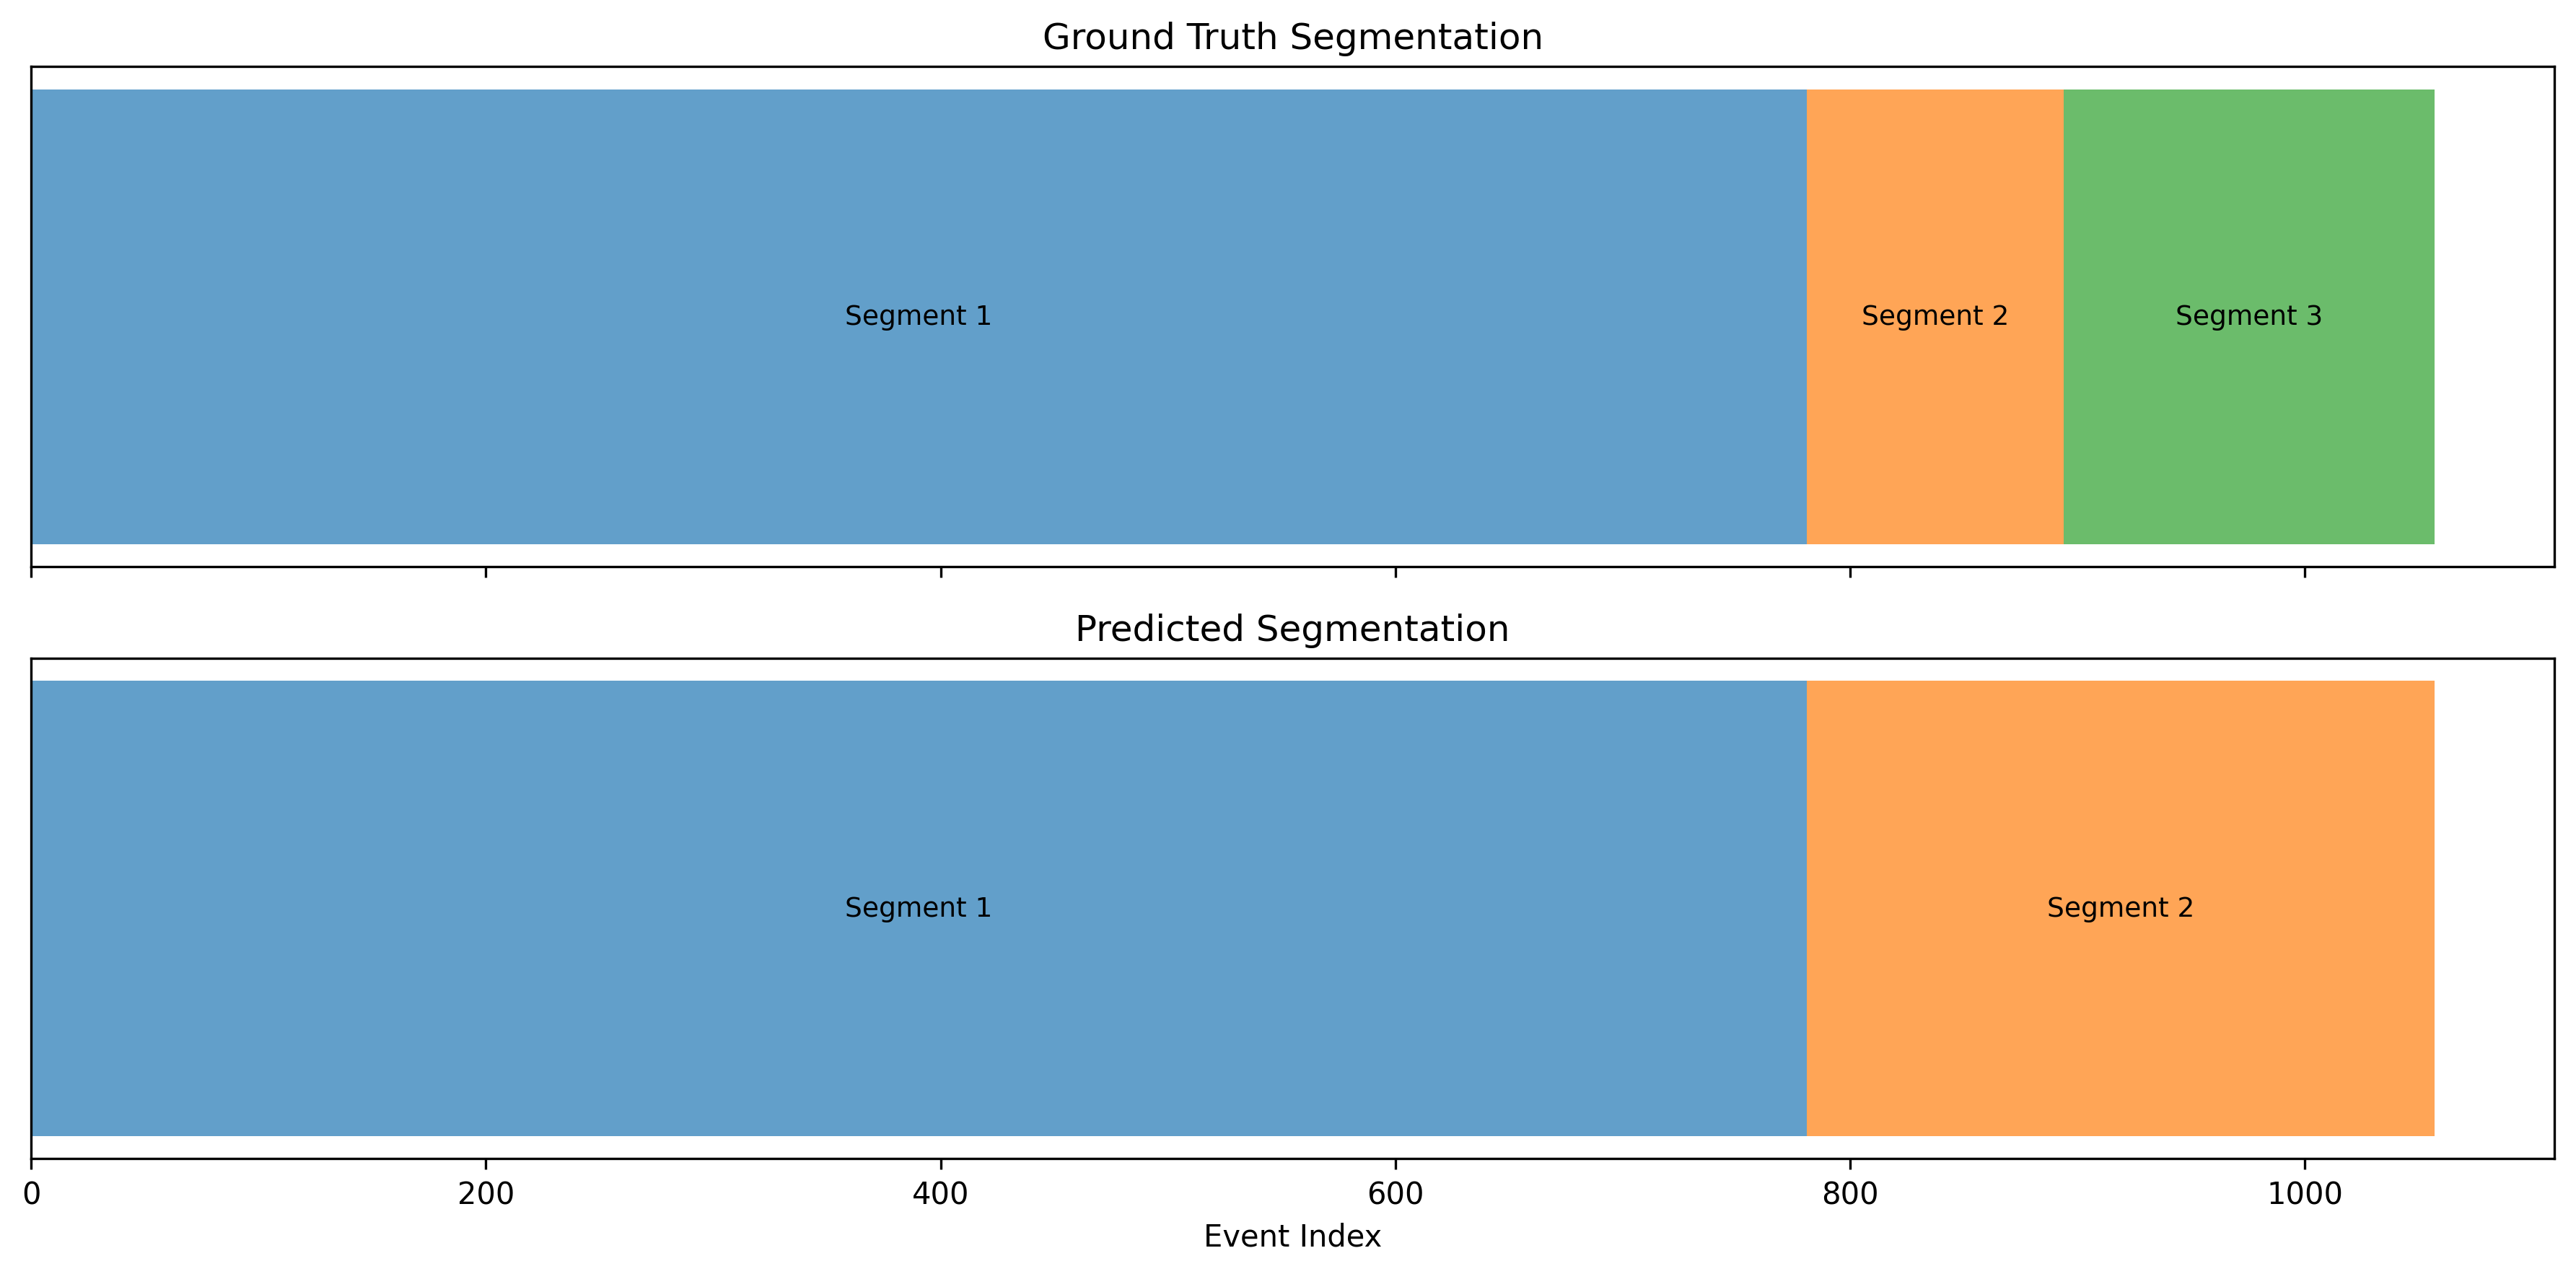 Ground Truth Segmentation
Segment 1
Segment 2
Segment 3
Predicted Segmentation
Segment 1
Segment 2
0
200
400
600
800
1000
Event Index